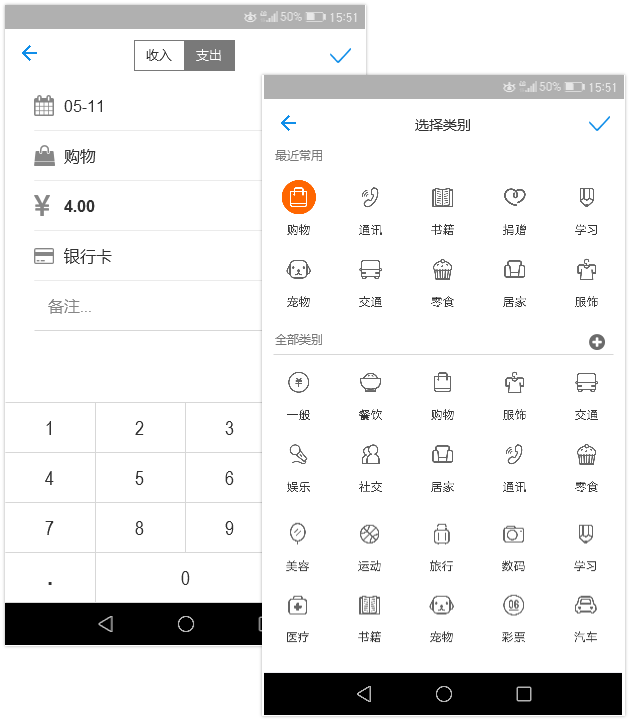 50% 15:51
收入 支出
05-11
购物
¥ 4.00
银行卡
备注...
1 2 3
4 5 6
7 8 9
. 0
50% 15:51
选择类别
最近常用
购物 通讯 书籍 捐赠 学习
宠物 交通 零食 居家 服饰
全部类别
¥
一般 餐饮 购物 服饰 交通
娱乐 社交 居家 通讯 零食
美容 运动 旅行 数码 学习
06
医疗 书籍 宠物 彩票 汽车